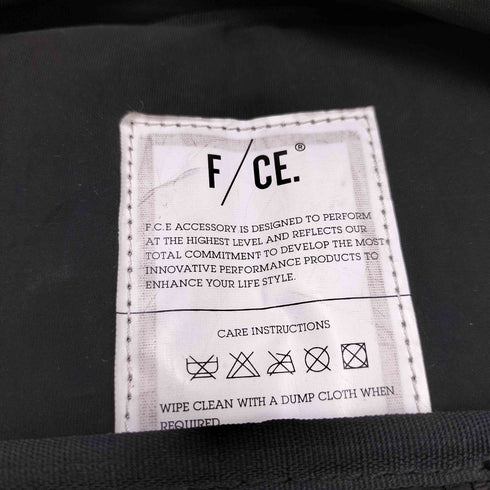 F/CE.®
F.C.E ACCESSORY IS DESIGNED TO PERFORM
AT THE HIGHEST LEVEL AND REFLECTS OUR
TOTAL COMMITMENT TO DEVELOP THE MOST
INNOVATIVE PERFORMANCE PRODUCTS TO
ENHANCE YOUR LIFE STYLE.
CARE INSTRUCTIONS
WIPE CLEAN WITH A DUMP CLOTH WHEN
REQUIRED